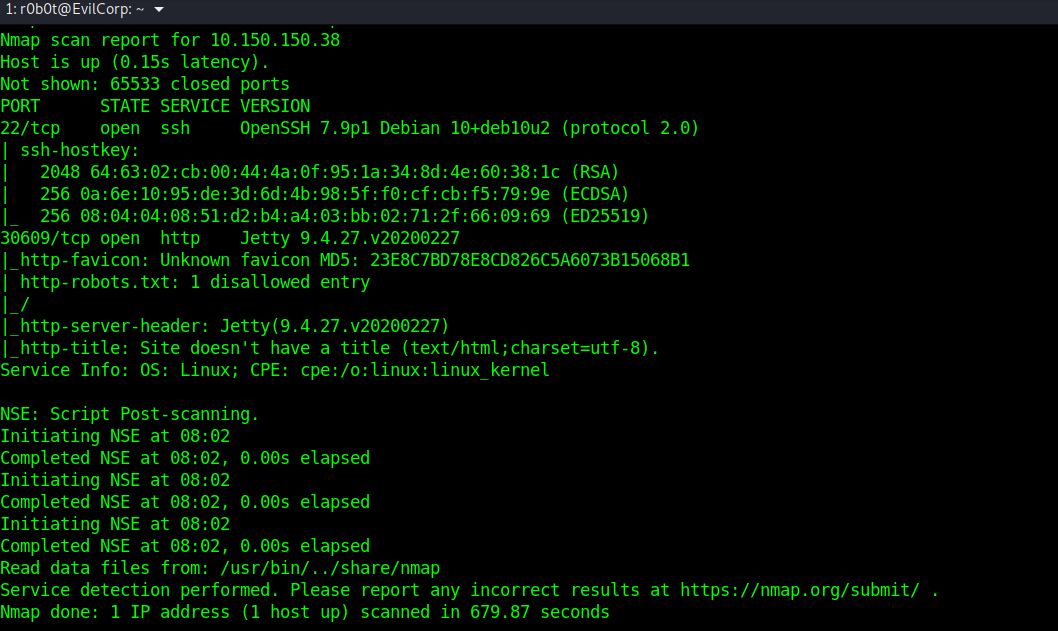 1: r0b0t@EvilCorp: ~
Nmap scan report for 10.150.150.38
Host is up (0.15s latency).
Not shown: 65533 closed ports
PORT      STATE SERVICE VERSION
22/tcp    open  ssh     OpenSSH 7.9p1 Debian 10+deb10u2 (protocol 2.0)
| ssh-hostkey:
|   2048 64:63:02:cb:00:44:4a:0f:95:1a:34:8d:4e:60:38:1c (RSA)
|   256 0a:6e:10:95:de:3d:6d:4b:98:5f:f0:cf:cb:f5:79:9e (ECDSA)
|_  256 08:04:04:08:51:d2:b4:a4:03:bb:02:71:2f:66:09:69 (ED25519)
30609/tcp open  http    Jetty 9.4.27.v20200227
|_http-favicon: Unknown favicon MD5: 23E8C7BD78E8CD826C5A6073B15068B1
| http-robots.txt: 1 disallowed entry
|_/
|_http-server-header: Jetty(9.4.27.v20200227)
|_http-title: Site doesn't have a title (text/html;charset=utf-8).
Service Info: OS: Linux; CPE: cpe:/o:linux:linux_kernel
NSE: Script Post-scanning.
Initiating NSE at 08:02
Completed NSE at 08:02, 0.00s elapsed
Initiating NSE at 08:02
Completed NSE at 08:02, 0.00s elapsed
Initiating NSE at 08:02
Completed NSE at 08:02, 0.00s elapsed
Read data files from: /usr/bin/../share/nmap
Service detection performed. Please report any incorrect results at https://nmap.org/submit/ .
Nmap done: 1 IP address (1 host up) scanned in 679.87 seconds